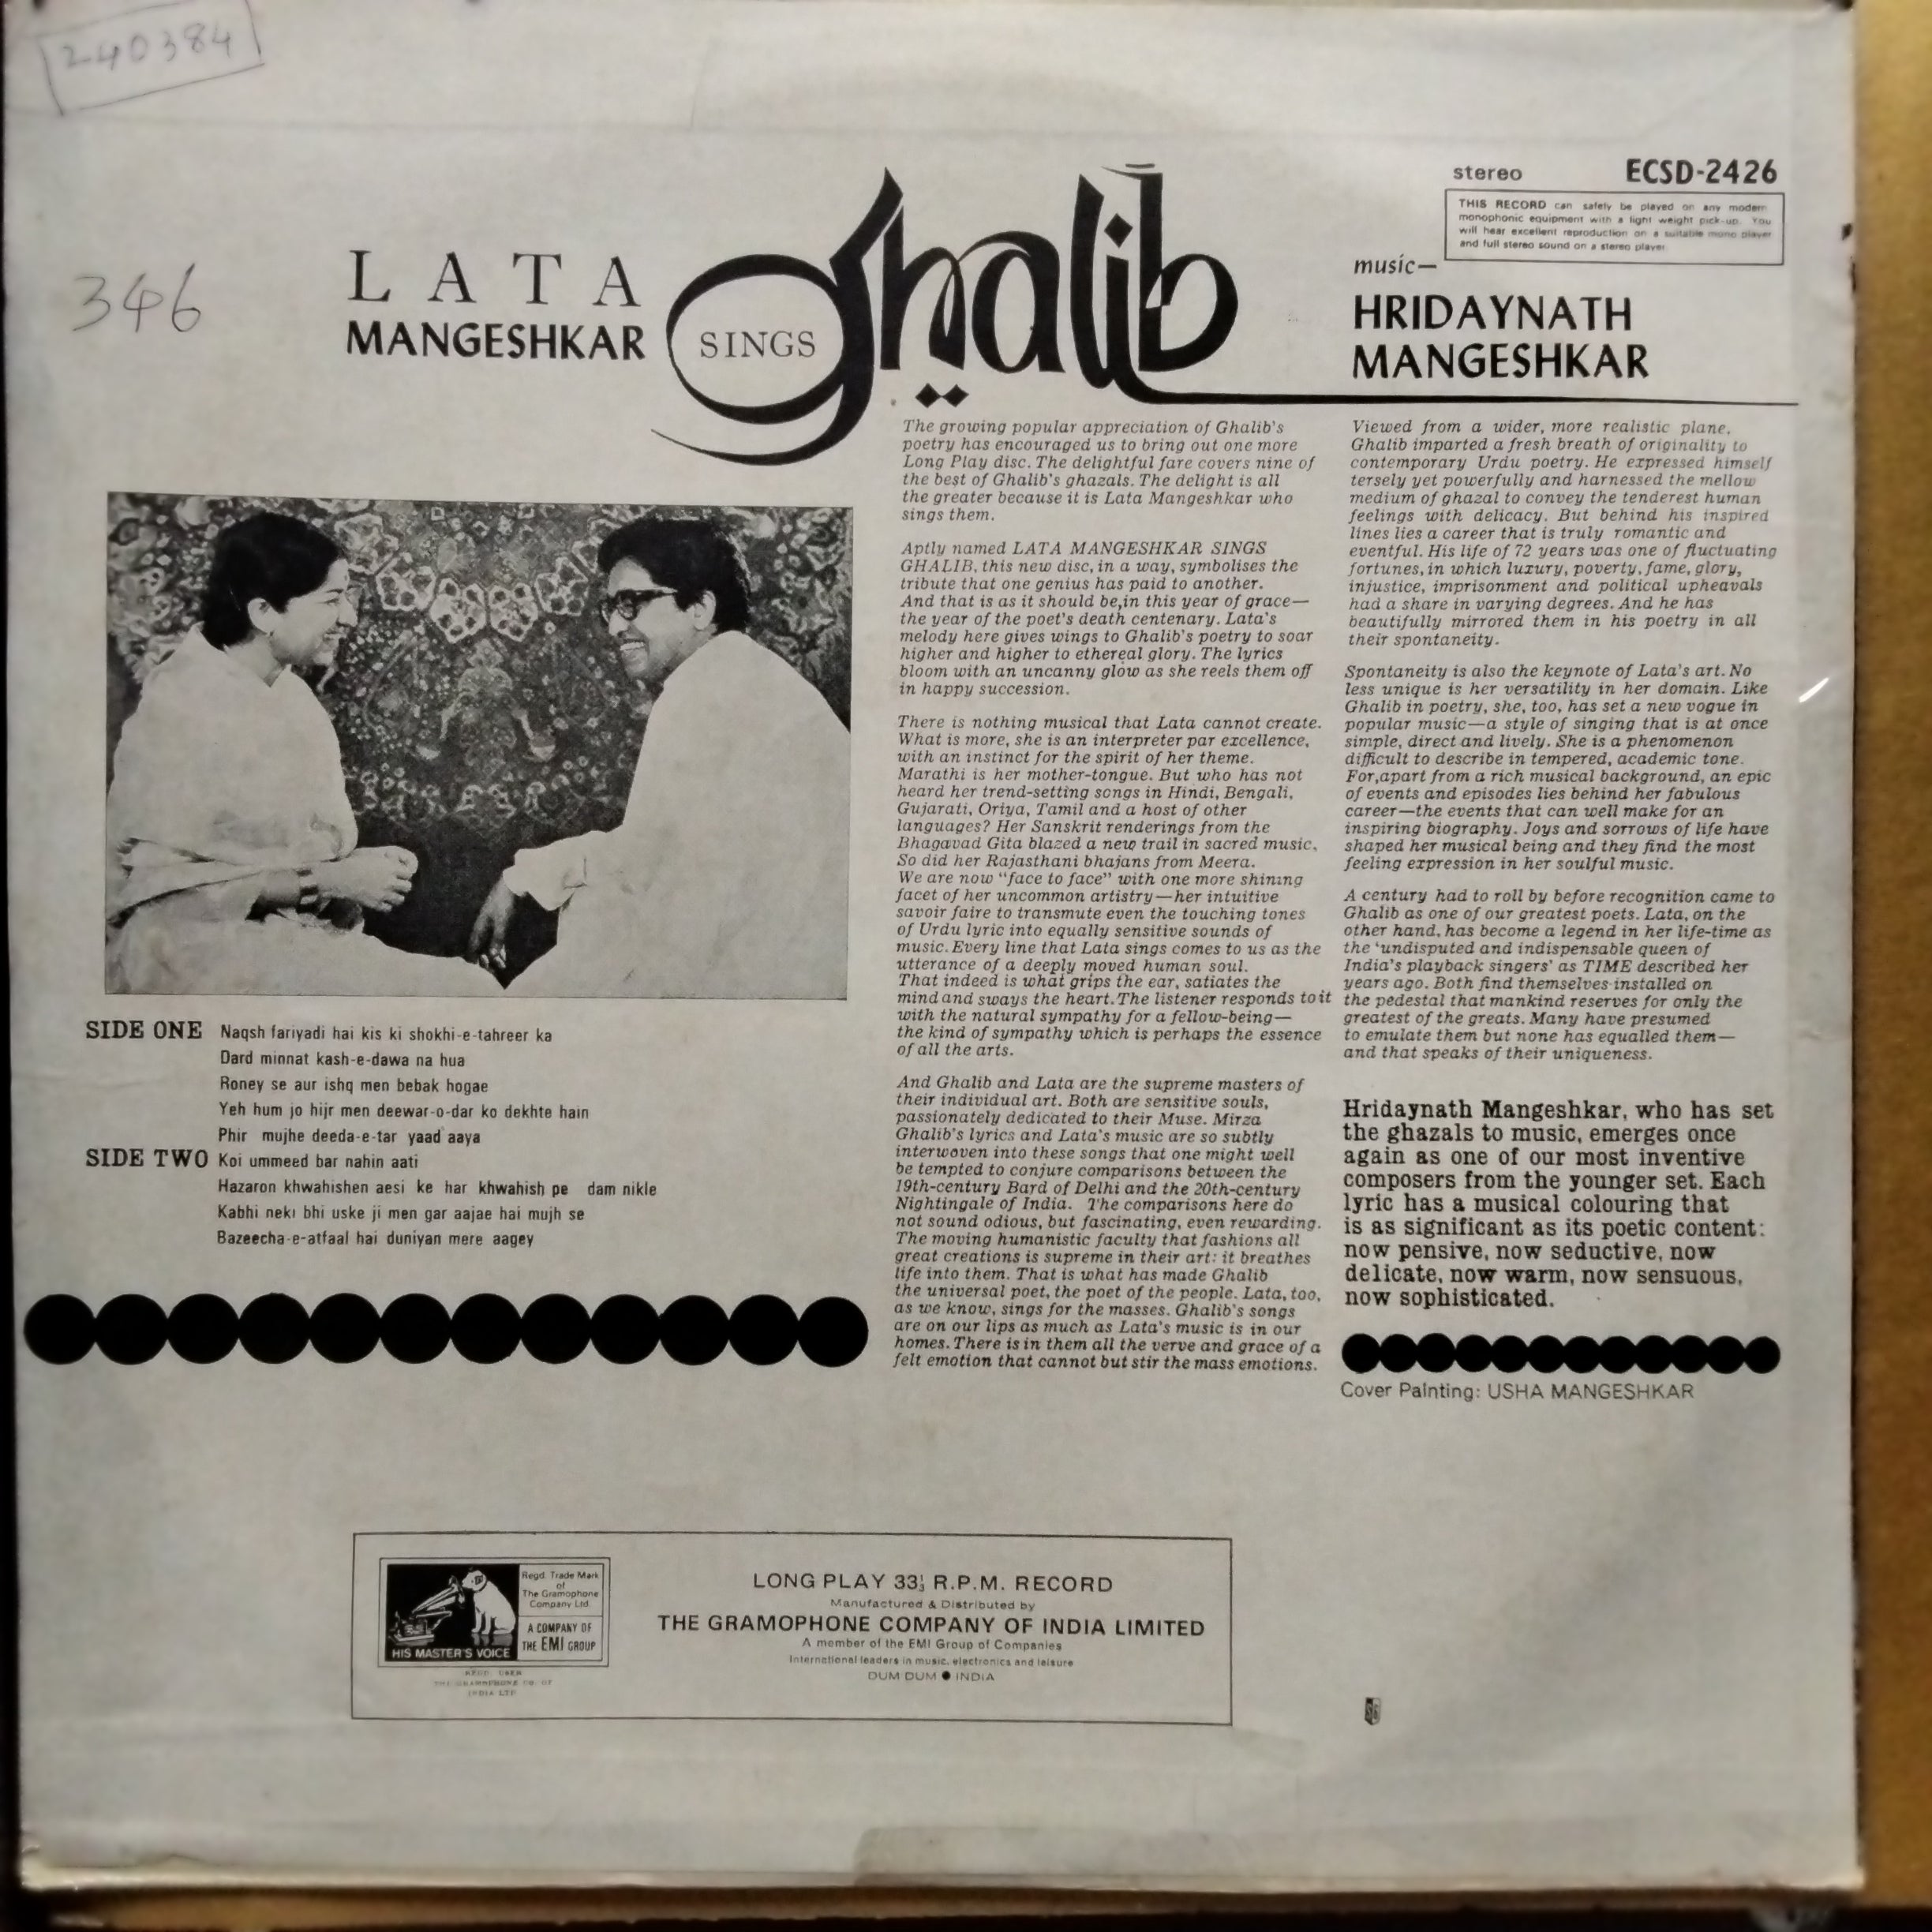 240384
346
LATA
MANGESHKAR
SINGS
Ghalib
stereo ECSD-2426
THIS RECORD can safely be played on any modern
monophonic equipment with a light weight pick-up. You
will hear excellent reproduction on a suitable mono player
and full stereo sound on a stereo player
music—
HRIDAYNATH
MANGESHKAR
SIDE ONE Naqsh fariyadi hai kis ki shokhi-e-tahreer ka
Dard minnat kash-e-dawa na hua
Roney se aur ishq men bebak hogae
Yeh hum jo hijr men deewar-o-dar ko dekhte hain
Phir mujhe deeda-e-tar yaad aaya
SIDE TWO Koi ummeed bar nahin aati
Hazaron khwahishen aesi ke har khwahish pe dam nikle
Kabhi neki bhi uske ji men gar aajae hai mujh se
Bazeecha-e-atfaal hai duniyan mere aagey
The growing popular appreciation of Ghalib's
poetry has encouraged us to bring out one more
Long Play disc. The delightful fare covers nine of
the best of Ghalib's ghazals. The delight is all
the greater because it is Lata Mangeshkar who
sings them.
Aptly named LATA MANGESHKAR SINGS
GHALIB, this new disc, in a way, symbolises the
tribute that one genius has paid to another.
And that is as it should be,in this year of grace—
the year of the poet's death centenary. Lata's
melody here gives wings to Ghalib's poetry to soar
higher and higher to ethereal glory. The lyrics
bloom with an uncanny glow as she reels them off
in happy succession.
There is nothing musical that Lata cannot create.
What is more, she is an interpreter par excellence,
with an instinct for the spirit of her theme.
Marathi is her mother-tongue. But who has not
heard her trend-setting songs in Hindi, Bengali,
Gujarati, Oriya, Tamil and a host of other
languages? Her Sanskrit renderings from the
Bhagavad Gita blazed a new trail in sacred music.
So did her Rajasthani bhajans from Meera.
We are now "face to face" with one more shining
facet of her uncommon artistry—her intuitive
savoir faire to transmute even the touching tones
of Urdu lyric into equally sensitive sounds of
music. Every line that Lata sings comes to us as the
utterance of a deeply moved human soul.
That indeed is what grips the ear, satiates the
mind and sways the heart. The listener responds to it
with the natural sympathy for a fellow-being—
the kind of sympathy which is perhaps the essence
of all the arts.
And Ghalib and Lata are the supreme masters of
their individual art. Both are sensitive souls,
passionately dedicated to their Muse. Mirza
Ghalib's lyrics and Lata's music are so subtly
interwoven into these songs that one might well
be tempted to conjure comparisons between the
19th-century Bard of Delhi and the 20th-century
Nightingale of India. The comparisons here do
not sound odious, but fascinating, even rewarding.
The moving humanistic faculty that fashions all
great creations is supreme in their art: it breathes
life into them. That is what has made Ghalib
the universal poet, the poet of the people. Lata, too,
as we know, sings for the masses. Ghalib's songs
are on our lips as much as Lata's music is in our
homes. There is in them all the verve and grace of a
felt emotion that cannot but stir the mass emotions.
Viewed from a wider, more realistic plane,
Ghalib imparted a fresh breath of originality to
contemporary Urdu poetry. He expressed himself
tersely yet powerfully and harnessed the mellow
medium of ghazal to convey the tenderest human
feelings with delicacy. But behind his inspired
lines lies a career that is truly romantic and
eventful. His life of 72 years was one of fluctuating
fortunes, in which luxury, poverty, fame, glory,
injustice, imprisonment and political upheavals
had a share in varying degrees. And he has
beautifully mirrored them in his poetry in all
their spontaneity.
Spontaneity is also the keynote of Lata's art. No
less unique is her versatility in her domain. Like
Ghalib in poetry, she, too, has set a new vogue in
popular music—a style of singing that is at once
simple, direct and lively. She is a phenomenon
difficult to describe in tempered, academic tone.
For,apart from a rich musical background, an epic
of events and episodes lies behind her fabulous
career—the events that can well make for an
inspiring biography. Joys and sorrows of life have
shaped her musical being and they find the most
feeling expression in her soulful music.
A century had to roll by before recognition came to
Ghalib as one of our greatest poets. Lata, on the
other hand, has become a legend in her life-time as
the 'undisputed and indispensable queen of
India's playback singers' as TIME described her
years ago. Both find themselves installed on
the pedestal that mankind reserves for only the
greatest of the greats. Many have presumed
to emulate them but none has equalled them—
and that speaks of their uniqueness.
Hridaynath Mangeshkar, who has set
the ghazals to music, emerges once
again as one of our most inventive
composers from the younger set. Each
lyric has a musical colouring that
is as significant as its poetic content:
now pensive, now seductive, now
delicate, now warm, now sensuous,
now sophisticated.
Cover Painting: USHA MANGESHKAR
HIS MASTER'S VOICE
Regd. Trade Mark
of
The Gramophone
Company Ltd.
A COMPANY OF
THE EMI GROUP
REGD. USER
THE GRAMOPHONE CO. OF
INDIA LTD
LONG PLAY 33⅓ R.P.M. RECORD
Manufactured & Distributed by
THE GRAMOPHONE COMPANY OF INDIA LIMITED
A member of the EMI Group of Companies
International leaders in music, electronics and leisure
DUM DUM ● INDIA